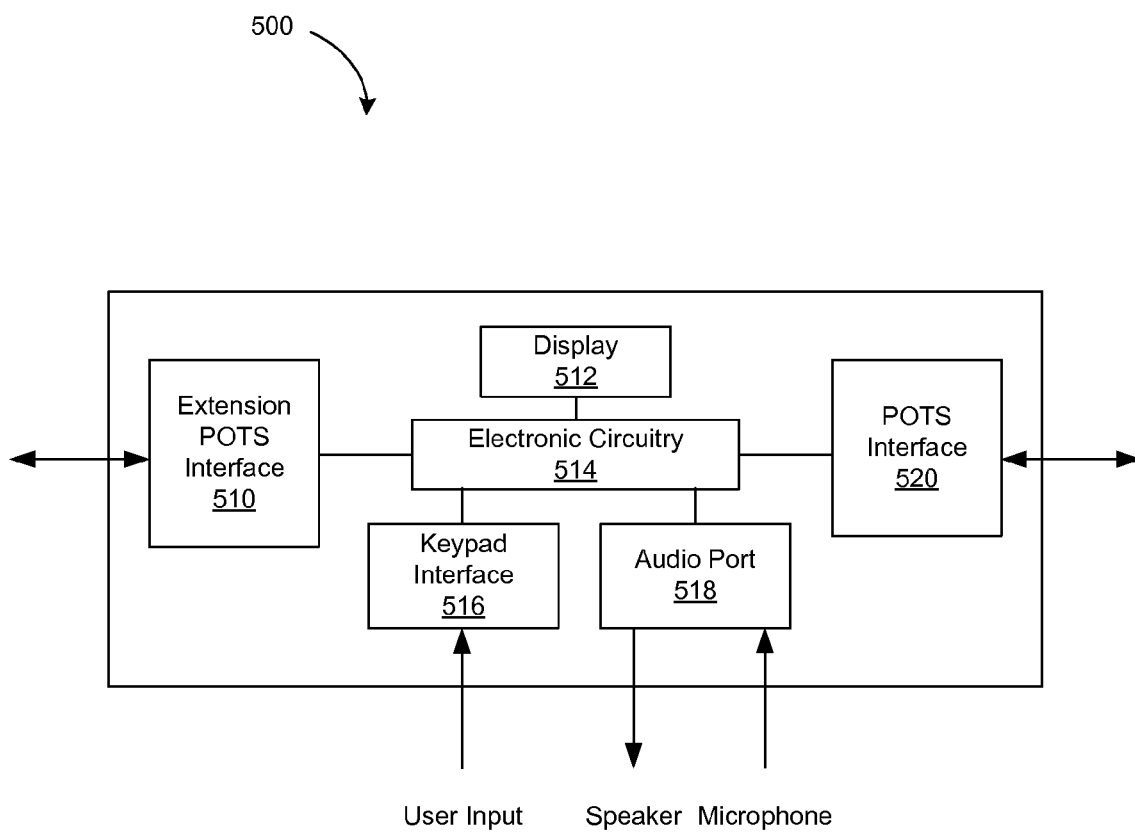 500
Display
512
Extension
POTS
Interface
510
Electronic Circuitry
514
POTS
Interface
520
Keypad
Interface
516
Audio Port
518
User Input
Speaker
Microphone